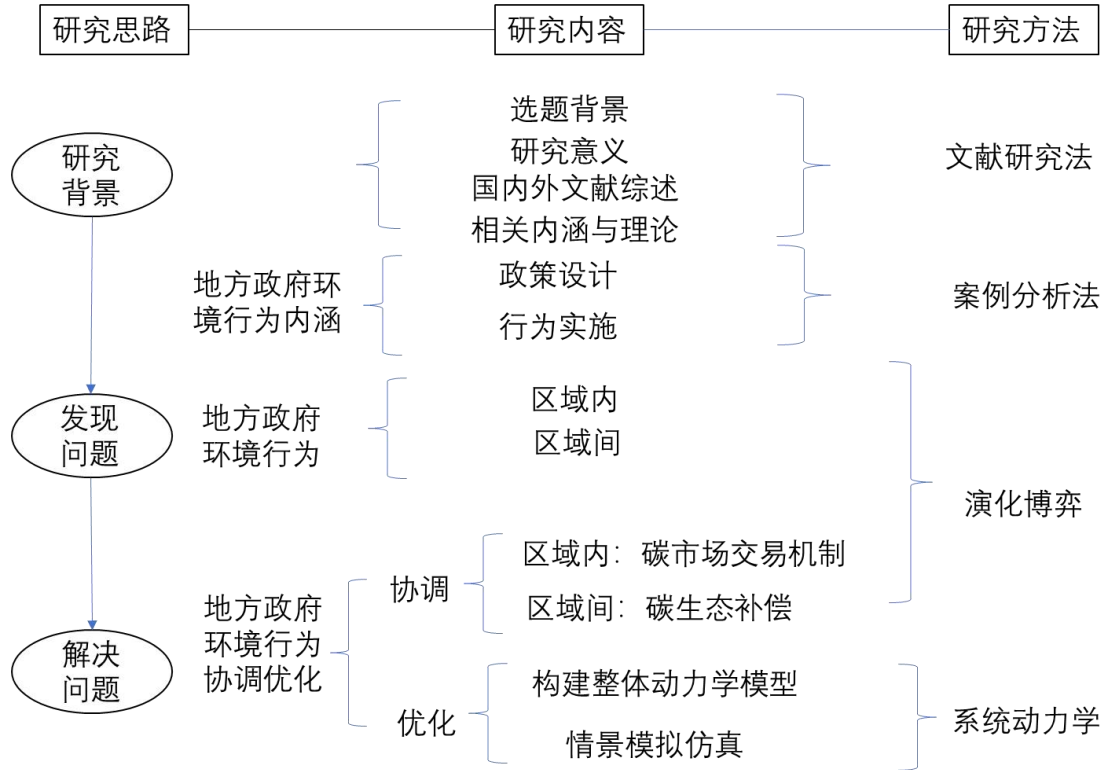 研究思路
研究内容
研究方法
研究
背景
选题背景
研究意义
国内外文献综述
相关内涵与理论
文献研究法
地方政府环
境行为内涵
政策设计
行为实施
案例分析法
发现
问题
地方政府
环境行为
区域内
区域间
演化博弈
解决
问题
地方政府
环境行为
协调优化
协调
区域内：碳市场交易机制
区域间：碳生态补偿
优化
构建整体动力学模型
情景模拟仿真
系统动力学